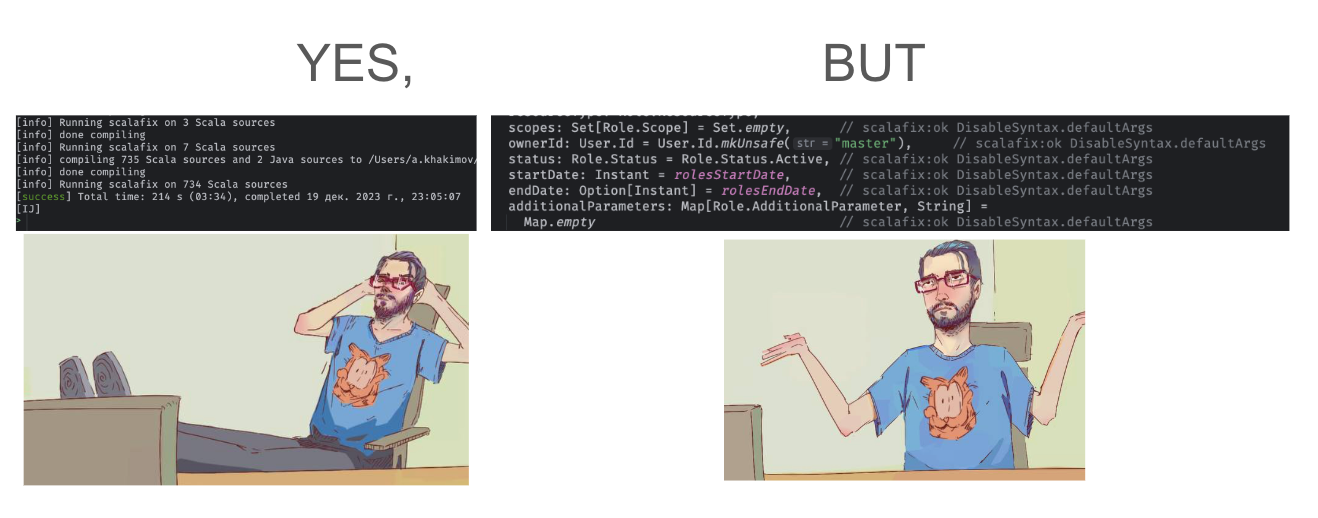 YES,
BUT
[info] Running scalafix on 3 Scala sources
[info] done compiling
[info] Running scalafix on 7 Scala sources
[info] compiling 735 Scala sources and 2 Java sources to /Users/a.khakimov/
[info] done compiling
[info] Running scalafix on 734 Scala sources
[success] Total time: 214 s (03:34), completed 19 дек. 2023 г., 23:05:07
[IJ]
>
scopes: Set[Role.Scope] = Set.empty, // scalafix:ok DisableSyntax.defaultArgs
ownerId: User.Id = User.Id.mkUnsafe( str = "master"), // scalafix:ok DisableSyntax.defaultArgs
status: Role.Status = Role.Status.Active, // scalafix:ok DisableSyntax.defaultArgs
startDate: Instant = rolesStartDate, // scalafix:ok DisableSyntax.defaultArgs
endDate: Option[Instant] = rolesEndDate, // scalafix:ok DisableSyntax.defaultArgs
additionalParameters: Map[Role.AdditionalParameter, String] =
Map.empty // scalafix:ok DisableSyntax.defaultArgs